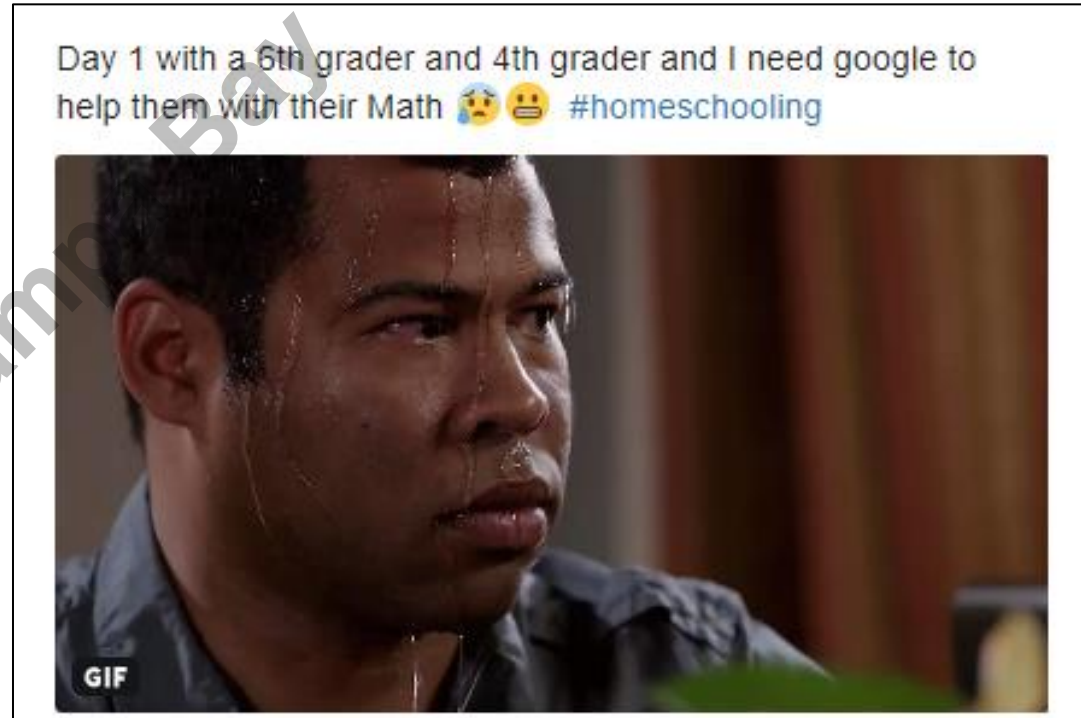 Day 1 with a 6th grader and 4th grader and I need google to
help them with their Math 😰😬 #homeschooling
GIF
Bay